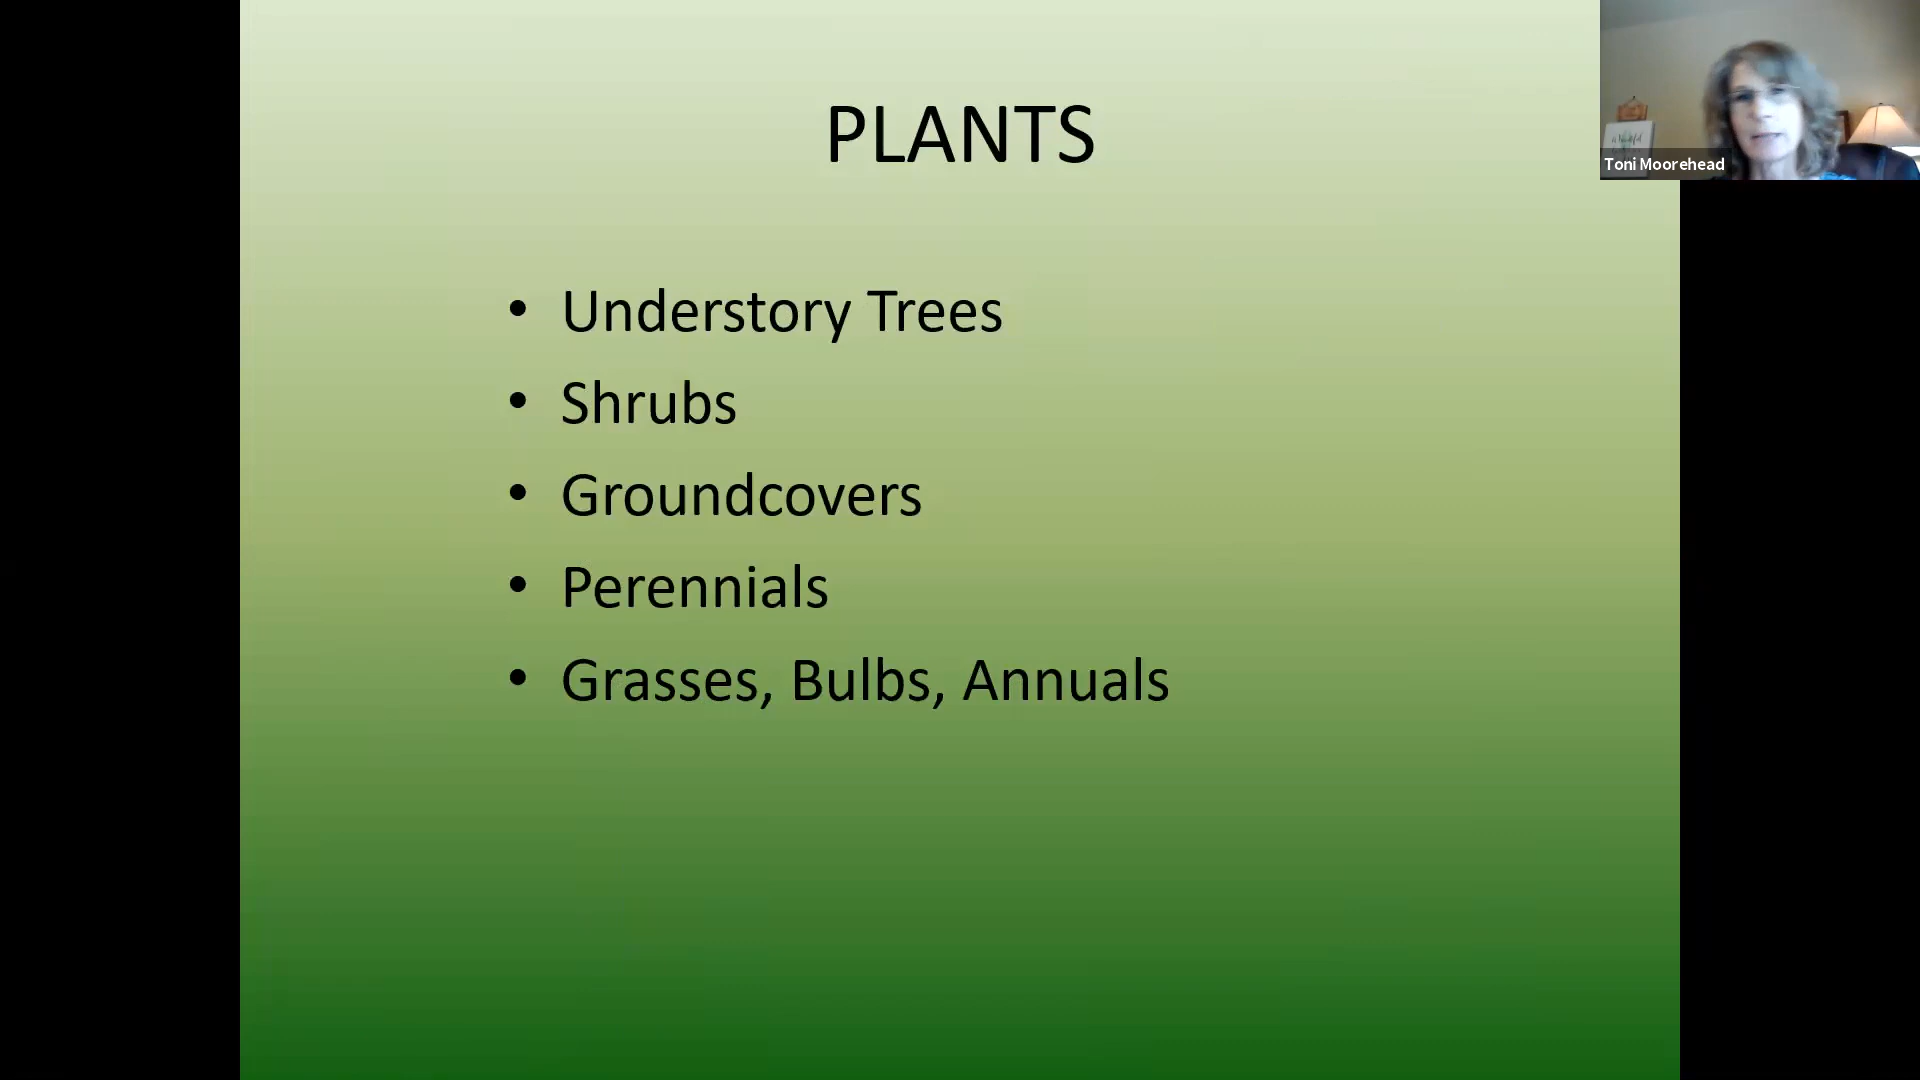 PLANTS
• Understory Trees
• Shrubs
• Groundcovers
• Perennials
• Grasses, Bulbs, Annuals
Toni Moorehead